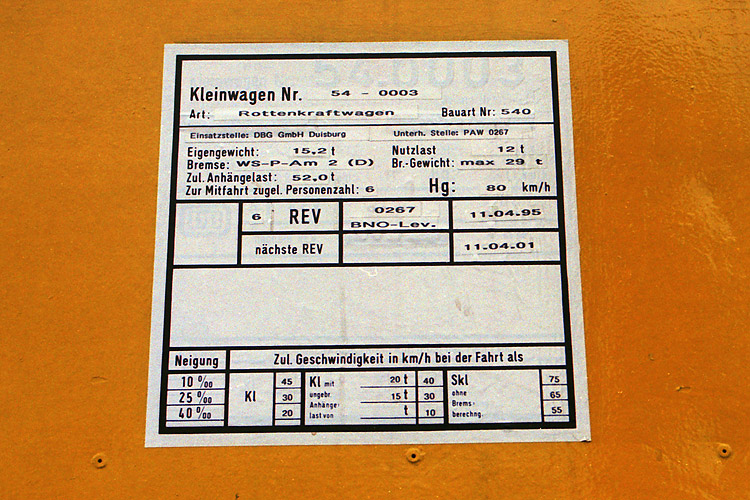 Kleinwagen Nr. 54 - 0003
Art: Rottenkraftwagen Bauart Nr: 540
Einsatzstelle: DBG GmbH Duisburg Unterh. Stelle: PAW 0267
Eigengewicht: 15,2 t Nutzlast 12 t
Bremse: WS-P-Am 2 (D) Br.-Gewicht: max 29 t
Zul. Anhängelast: 52.0 t
Zur Mitfahrt zugel. Personenzahl: 6 Hg: 80 km/h
6 REV 0267 11.04.95
BNO-Lev.
nächste REV 11.04.01
Neigung Zul. Geschwindigkeit in km/h bei der Fahrt als
10 ‰ Kl 45 Kl mit 20 t 40 Skl 75
25 ‰ 30 ungebr. 15 t 30 ohne 65
40 ‰ 20 Anhänge- t 10 Brems- 55
last von berechng.